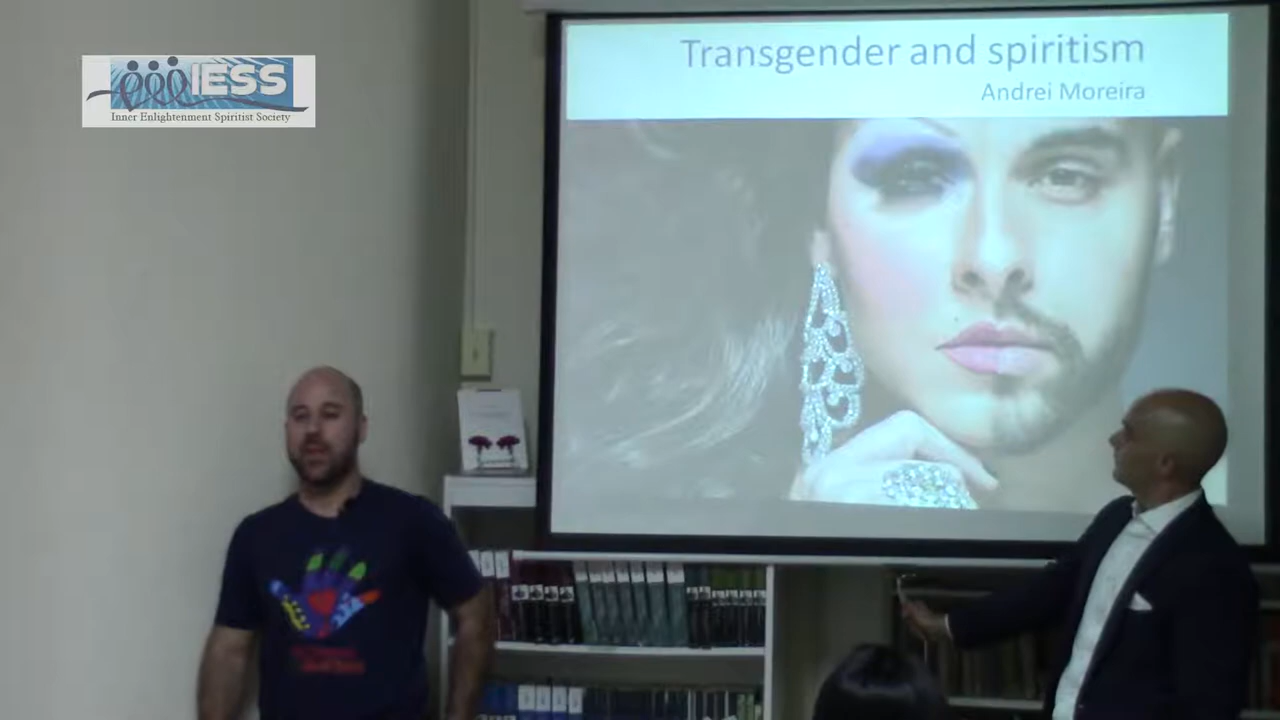 IESS
Inner Enlightenment Spiritist Society
Transgender and spiritism
Andrei Moreira